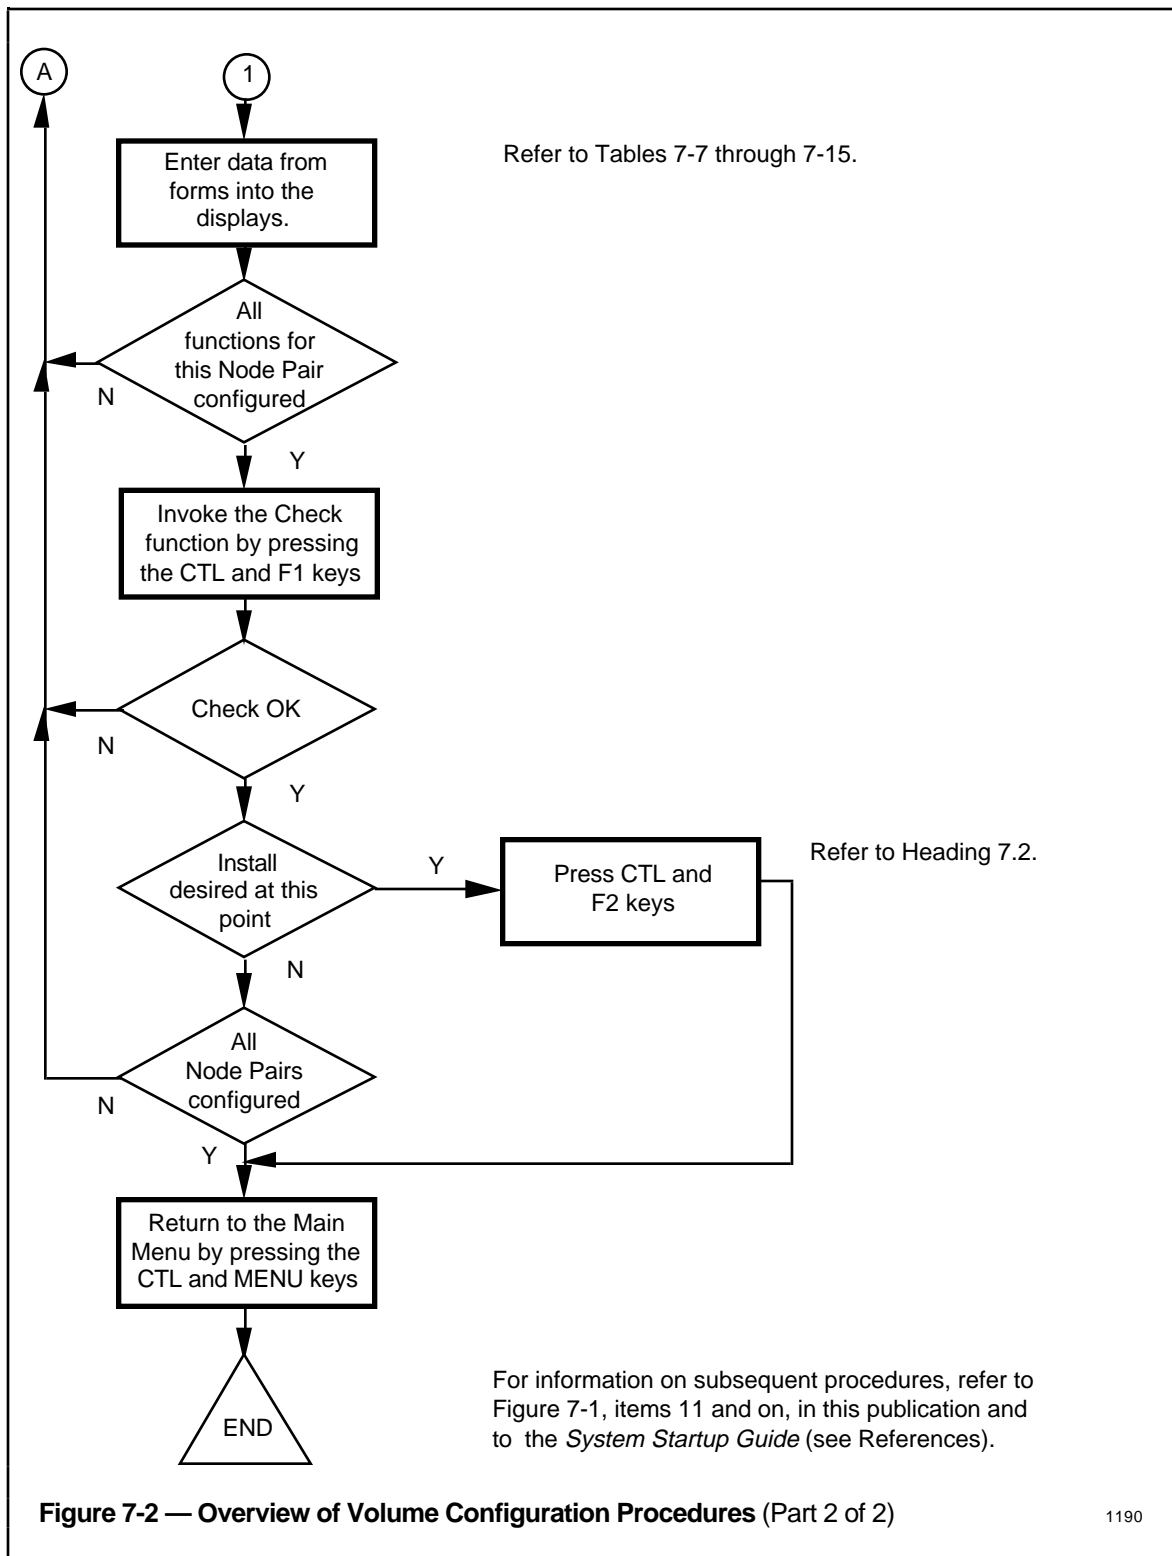 A
1
Enter data from
forms into the
displays.
Refer to Tables 7-7 through 7-15.
All
functions for
this Node Pair
configured
N
Y
Invoke the Check
function by pressing
the CTL and F1 keys
Check OK
N
Y
Install
desired at this
point
Y
Press CTL and
F2 keys
Refer to Heading 7.2.
N
All
Node Pairs
configured
N
Y
Return to the Main
Menu by pressing the
CTL and MENU keys
END
For information on subsequent procedures, refer to
Figure 7-1, items 11 and on, in this publication and
to the System Startup Guide (see References).
Figure 7-2 — Overview of Volume Configuration Procedures (Part 2 of 2)
1190